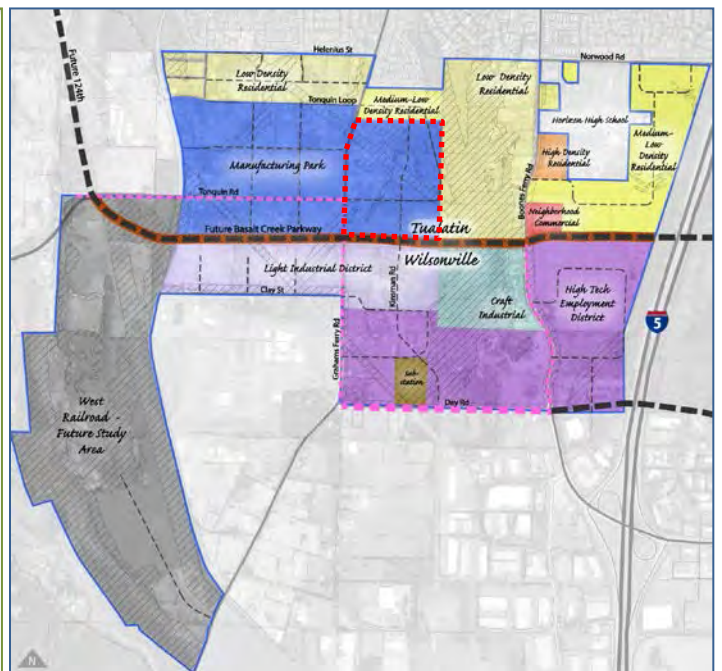 Helenius St
Norwood Rd
Future 124th
Low Density
Residential
Tonquin Loop
Medium-Low
Density Residential
Low Density
Residential
Horizon High School
Manufacturing Park
High Density
Residential
Medium-
Low
Density
Residential
Boones Ferry Rd
Tonquin Rd
Neighborhood
Commercial
Future Basalt Creek Parkway
Tualatin
Wilsonville
Light Industrial District
Clay St
Kinsman Rd
Craft
Industrial
High Tech
Employment
District
5
Grahams Ferry Rd
Sub-
station
Day Rd
West
Railroad -
Future Study
Area
N